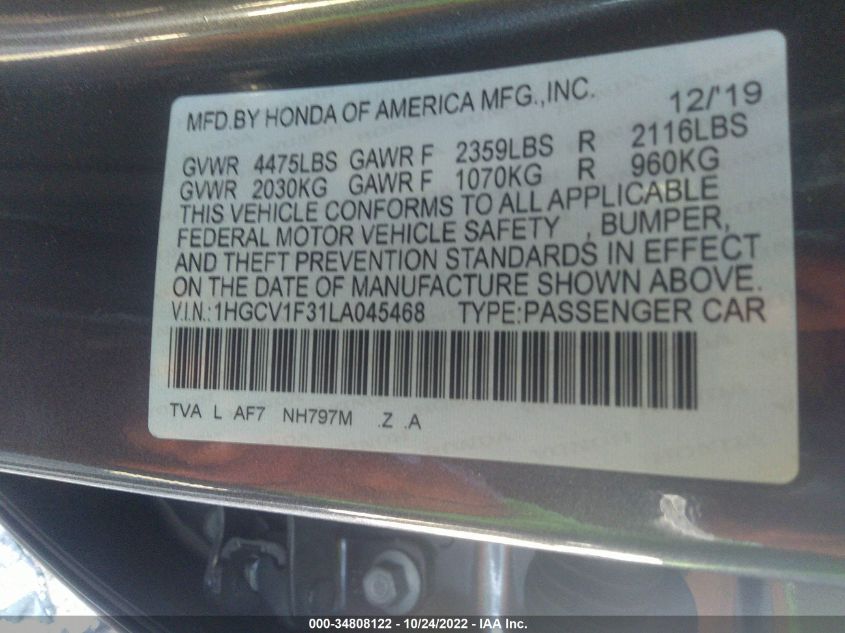 MFD.BY HONDA OF AMERICA MFG.,INC. 12/'19
GVWR 4475LBS GAWR F 2359LBS R 2116LBS
GVWR 2030KG GAWR F 1070KG R 960KG
THIS VEHICLE CONFORMS TO ALL APPLICABLE
FEDERAL MOTOR VEHICLE SAFETY , BUMPER,
AND THEFT PREVENTION STANDARDS IN EFFECT
ON THE DATE OF MANUFACTURE SHOWN ABOVE.
V.I.N.:1HGCV1F31LA045468 TYPE:PASSENGER CAR
TVA L AF7 NH797M .Z .A
000-34808122 - 10/24/2022 - IAA Inc.